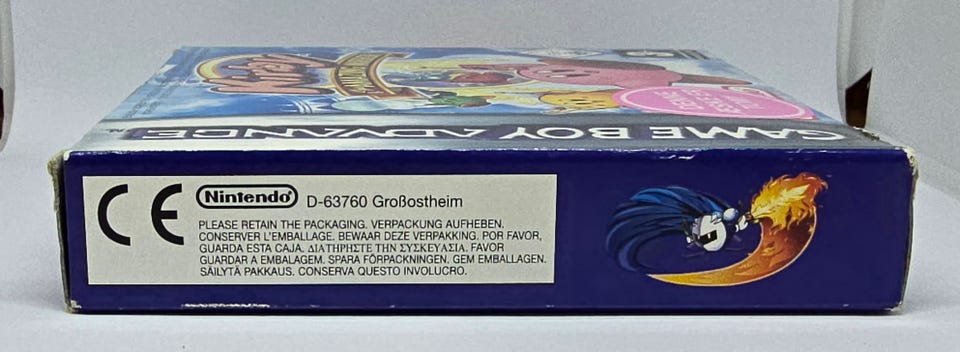 Kirby
GAME BOY ADVANCE
CE
Nintendo® D-63760 Großostheim
PLEASE RETAIN THE PACKAGING. VERPACKUNG AUFHEBEN.
CONSERVER L'EMBALLAGE. BEWAAR DEZE VERPAKKING. POR FAVOR,
GUARDA ESTA CAJA. ΔΙΑΤΗΡΗΣΤΕ ΤΗΝ ΣΥΣΚΕΥΑΣΙΑ. FAVOR
GUARDAR A EMBALAGEM. SPARA FÖRPACKNINGEN. GEM EMBALLAGEN.
SÄILYTÄ PAKKAUS. CONSERVA QUESTO INVOLUCRO.